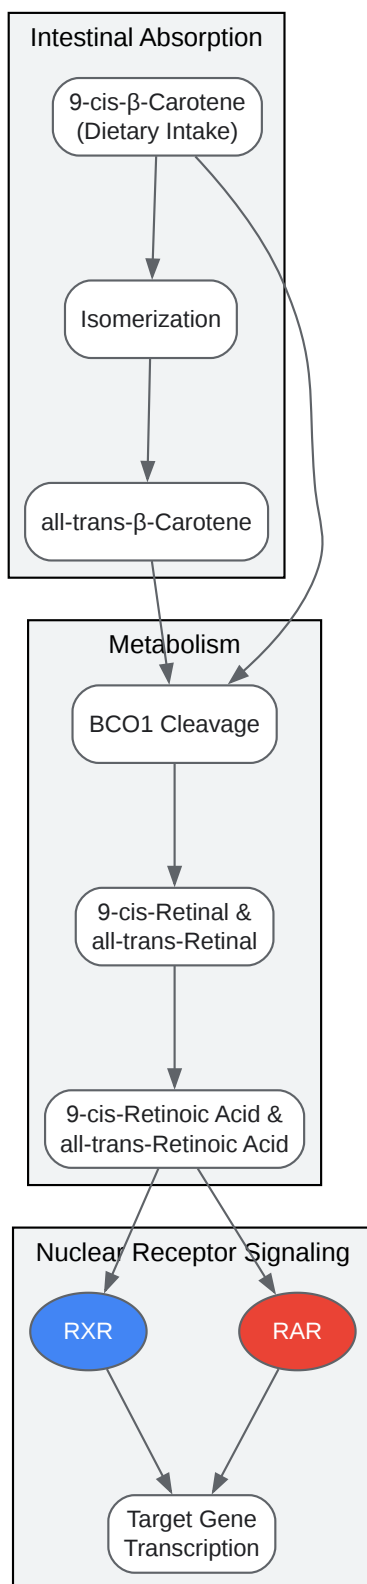 Intestinal Absorption
9-cis-β-Carotene
(Dietary Intake)
Isomerization
all-trans-β-Carotene
Metabolism
BCO1 Cleavage
9-cis-Retinal &
all-trans-Retinal
9-cis-Retinoic Acid &
all-trans-Retinoic Acid
Nuclear Receptor Signaling
RXR
RAR
Target Gene
Transcription